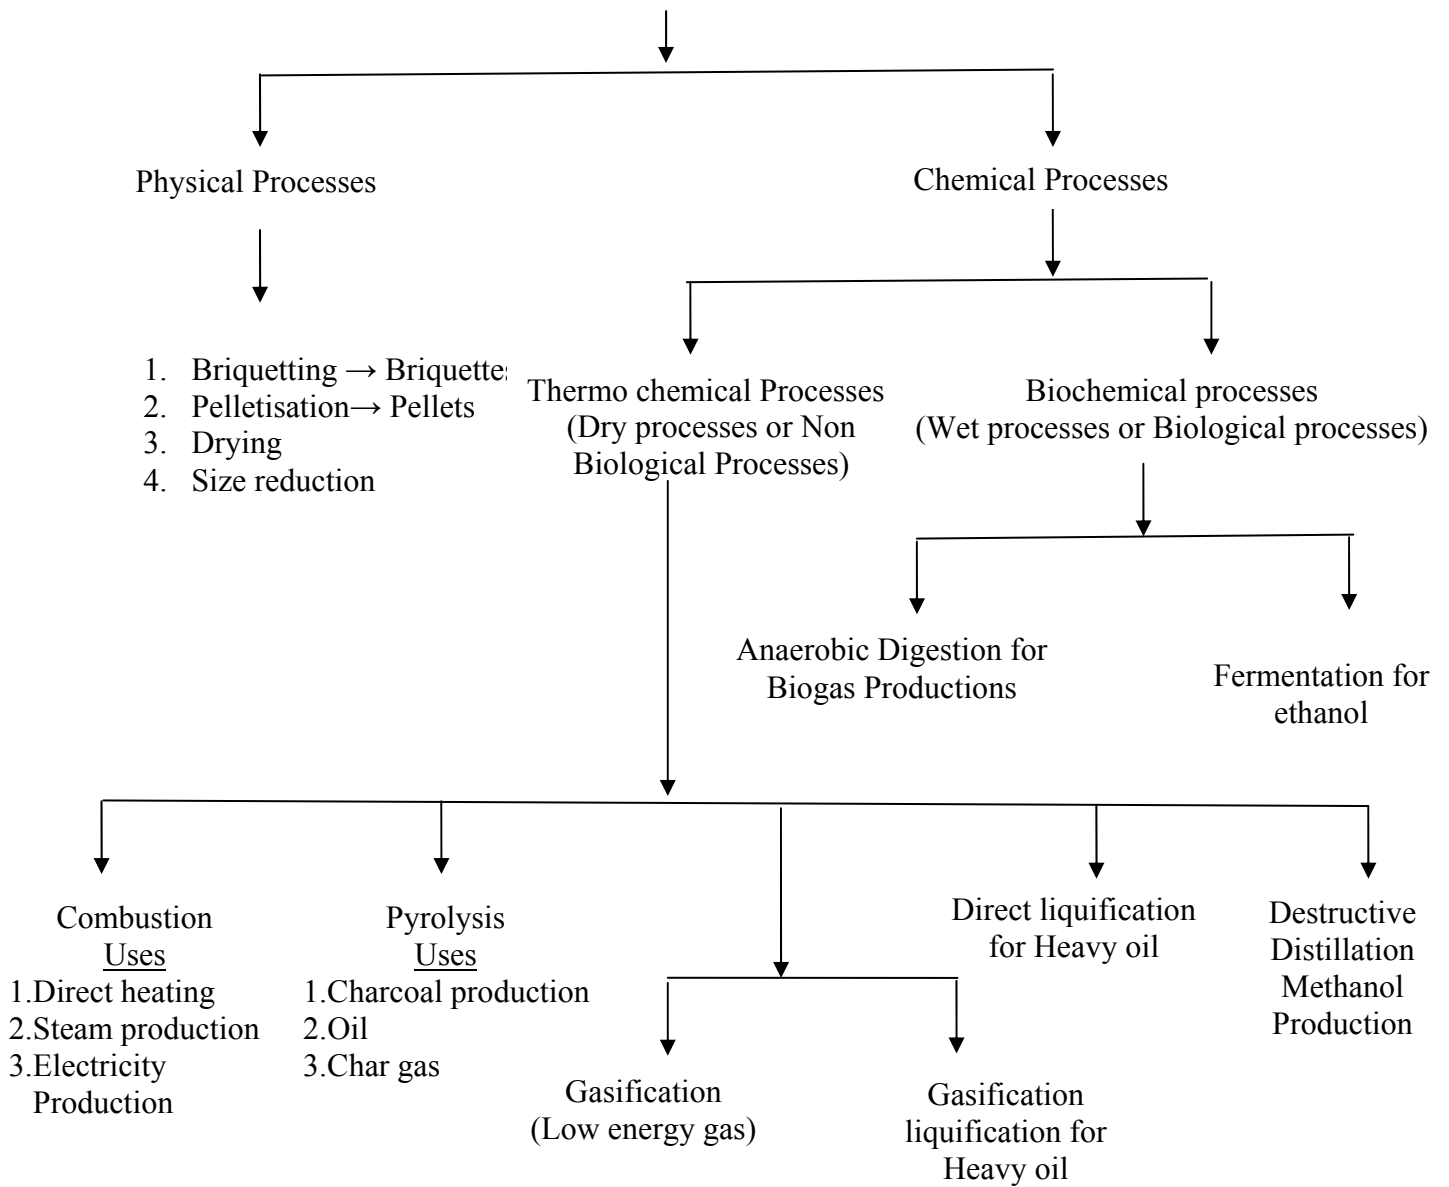 Physical Processes
Chemical Processes
1. Briquetting → Briquettes
2. Pelletisation→ Pellets
3. Drying
4. Size reduction
Thermo chemical Processes
(Dry processes or Non
Biological Processes)
Biochemical processes
(Wet processes or Biological processes)
Anaerobic Digestion for
Biogas Productions
Fermentation for
ethanol
Combustion
Uses
1.Direct heating
2.Steam production
3.Electricity
Production
Pyrolysis
Uses
1.Charcoal production
2.Oil
3.Char gas
Gasification
(Low energy gas)
Gasification
liquification for
Heavy oil
Direct liquification
for Heavy oil
Destructive
Distillation
Methanol
Production